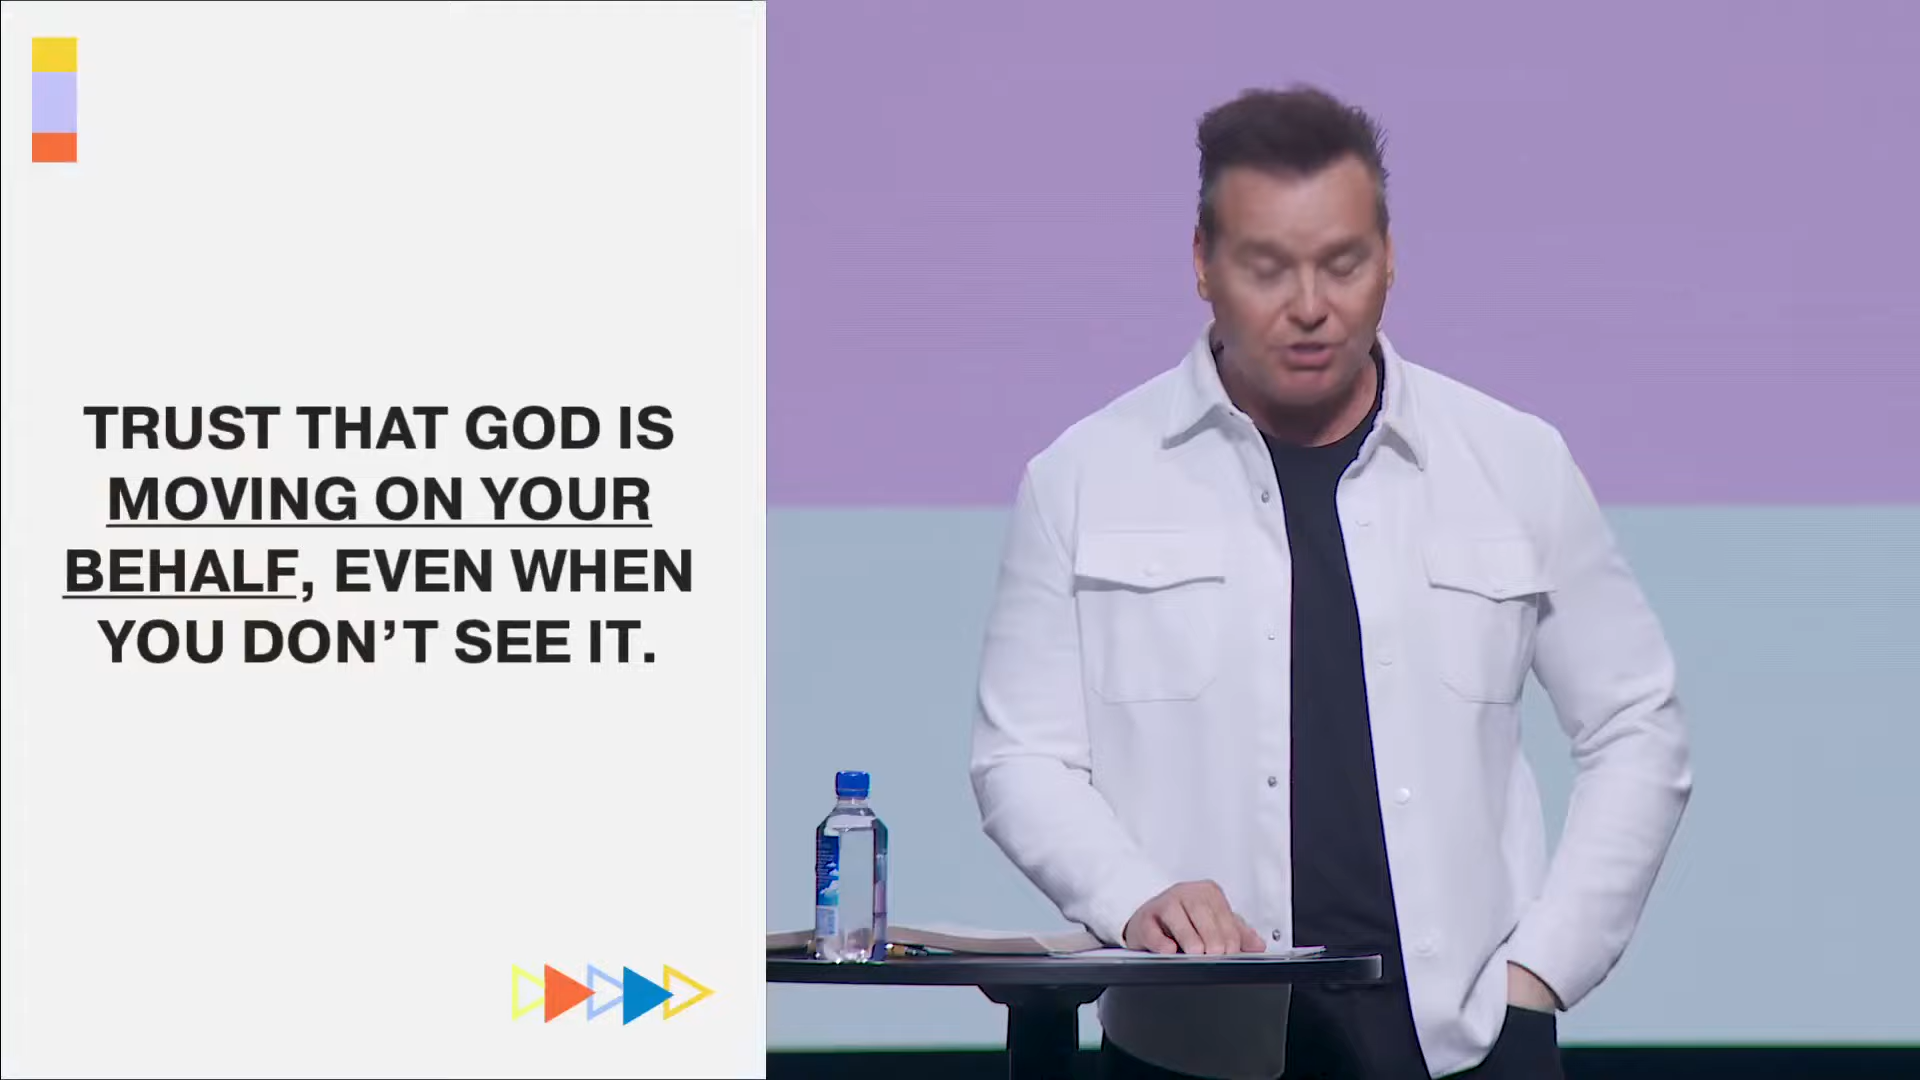 TRUST THAT GOD IS
MOVING ON YOUR
BEHALF, EVEN WHEN
YOU DON’T SEE IT.